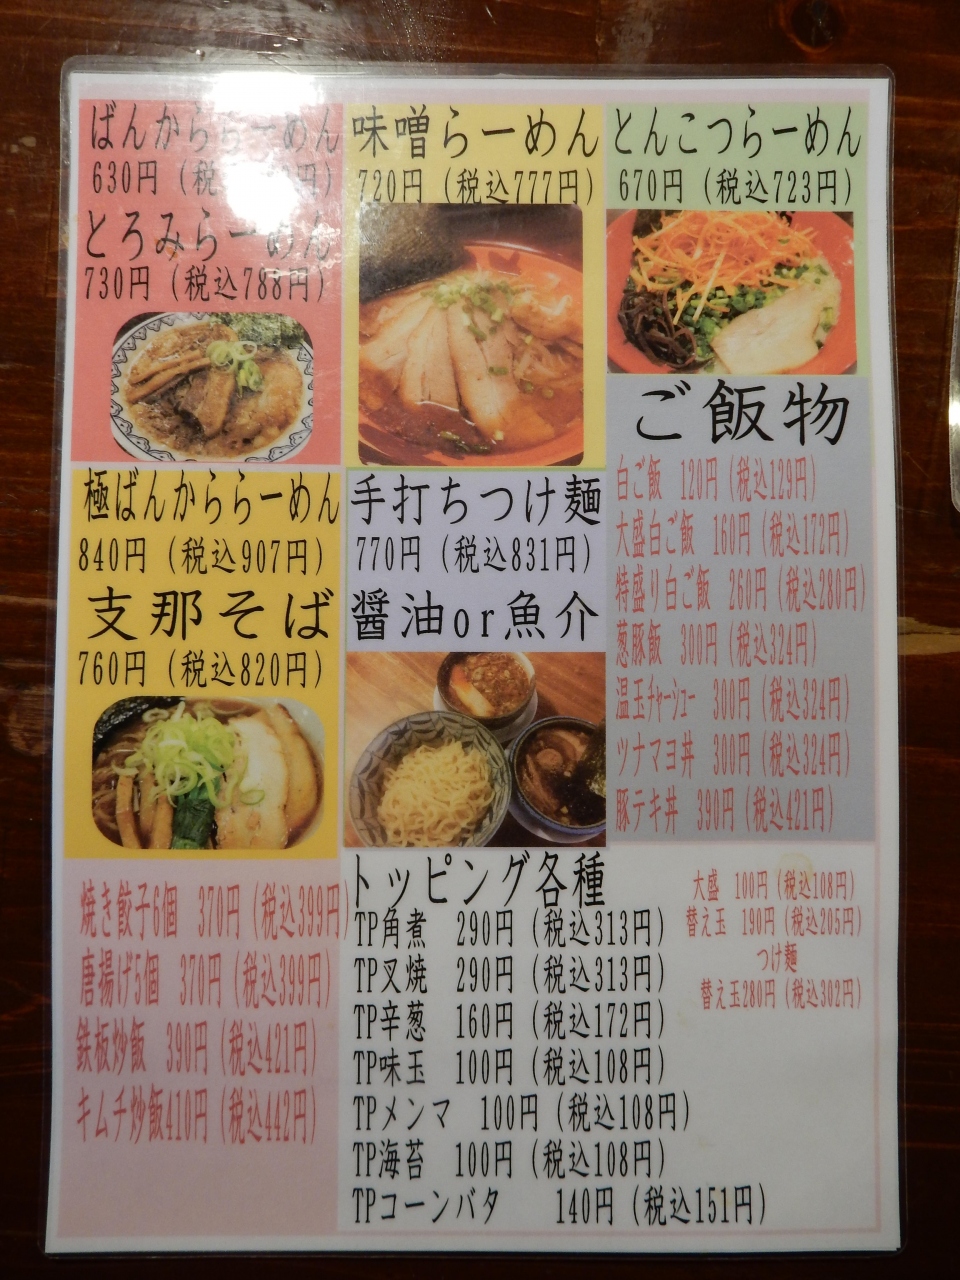 ばんかららーめん
630円 (税
とろみらーめん
730円 (税込788円)
極ばんかららーめん
840円 (税込907円)
支那そば
760円 (税込820円)
焼き餃子6個 370円 (税込399円)
唐揚げ5個 370円 (税込399円)
鉄板炒飯 390円 (税込421円)
キムチ炒飯410円 (税込442円)
味噌らーめん
720円 (税込777円)
手打ちつけ麺
770円 (税込831円)
醤油or魚介
トッピング各種
TP角煮 290円 (税込313円)
TP叉焼 290円 (税込313円)
TP辛葱 160円 (税込172円)
TP味玉 100円 (税込108円)
TPメンマ 100円 (税込108円)
TP海苔 100円 (税込108円)
TPコーンバタ 140円 (税込151円)
とんこつらーめん
670円 (税込723円)
ご飯物
白ご飯 120円 (税込129円)
大盛白ご飯 160円 (税込172円)
特盛り白ご飯 260円 (税込280円)
葱豚飯 300円 (税込324円)
温玉ﾁｬｰｼｭｰ 300円 (税込324円)
ツナマヨ丼 300円 (税込324円)
豚テキ丼 390円 (税込421円)
大盛 100円 (税込108円)
替え玉 190円 (税込205円)
つけ麺
替え玉280円 (税込302円)